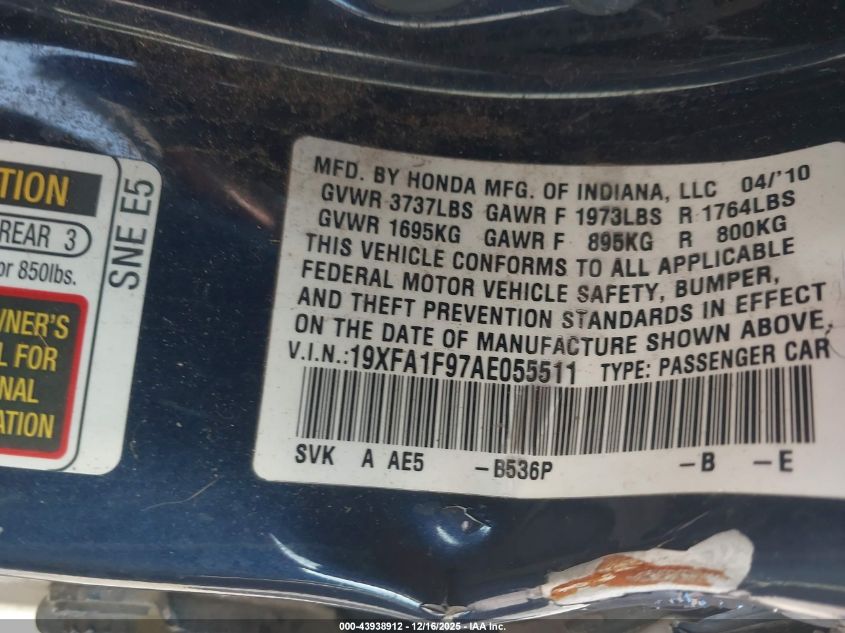 TION
REAR 3
or 850lbs.
SNE E5
WNER'S
L FOR
NAL
ATION
MFD. BY HONDA MFG. OF INDIANA, LLC 04/'10
GVWR 3737LBS GAWR F 1973LBS R 1764LBS
GVWR 1695KG GAWR F 895KG R 800KG
THIS VEHICLE CONFORMS TO ALL APPLICABLE
FEDERAL MOTOR VEHICLE SAFETY, BUMPER,
AND THEFT PREVENTION STANDARDS IN EFFECT
ON THE DATE OF MANUFACTURE SHOWN ABOVE,
V.I.N.:19XFA1F97AE055511 TYPE: PASSENGER CAR
SVK A AE5 -B536P -B -E
000-43938912 - 12/16/2025 - IAA Inc.